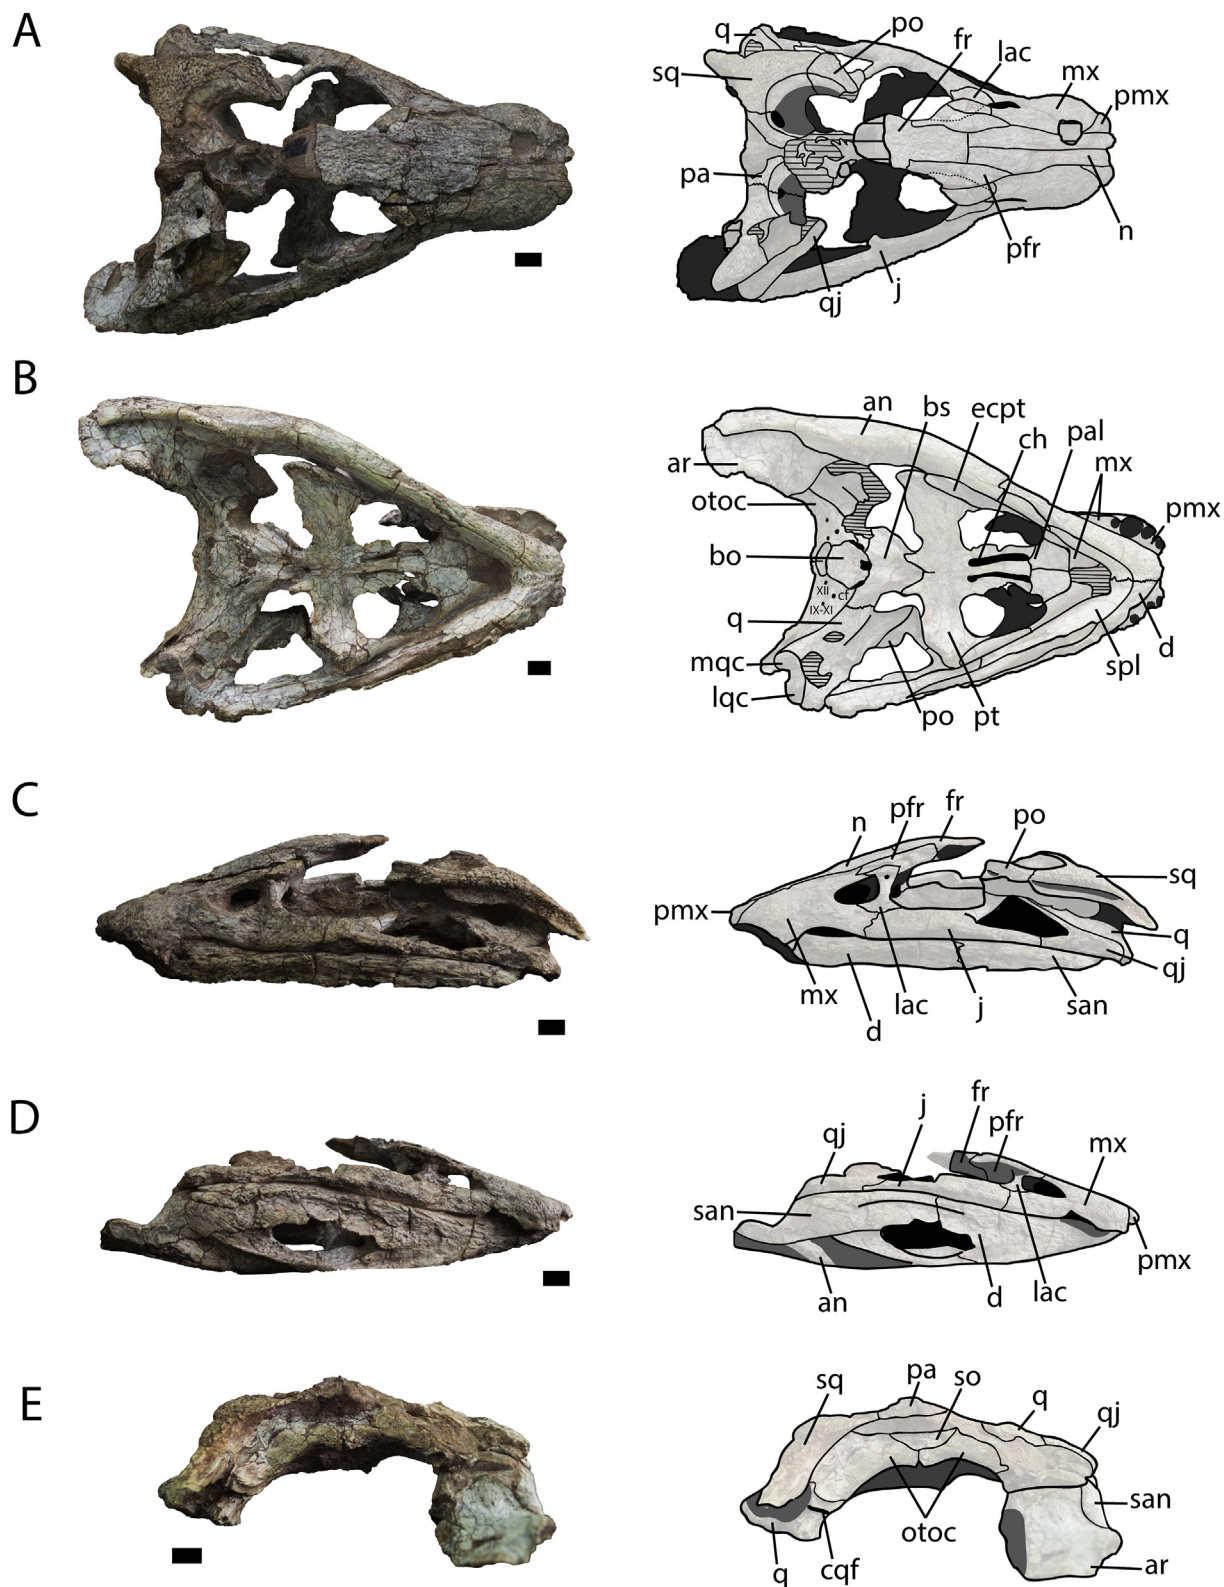 A
q
po
fr
lac
mx
pmx
sq
pa
n
pfr
j
qj
B
an
bs
ecpt
ch
pal
mx
pmx
ar
otoc
bo
XII
cf
IX-XI
q
mqc
lqc
po
pt
spl
d
C
n
pfr
fr
po
sq
pmx
q
qj
mx
d
lac
j
san
D
qj
j
fr
pfr
mx
san
pmx
an
d
lac
E
sq
pa
so
q
qj
san
otoc
q
cqf
ar